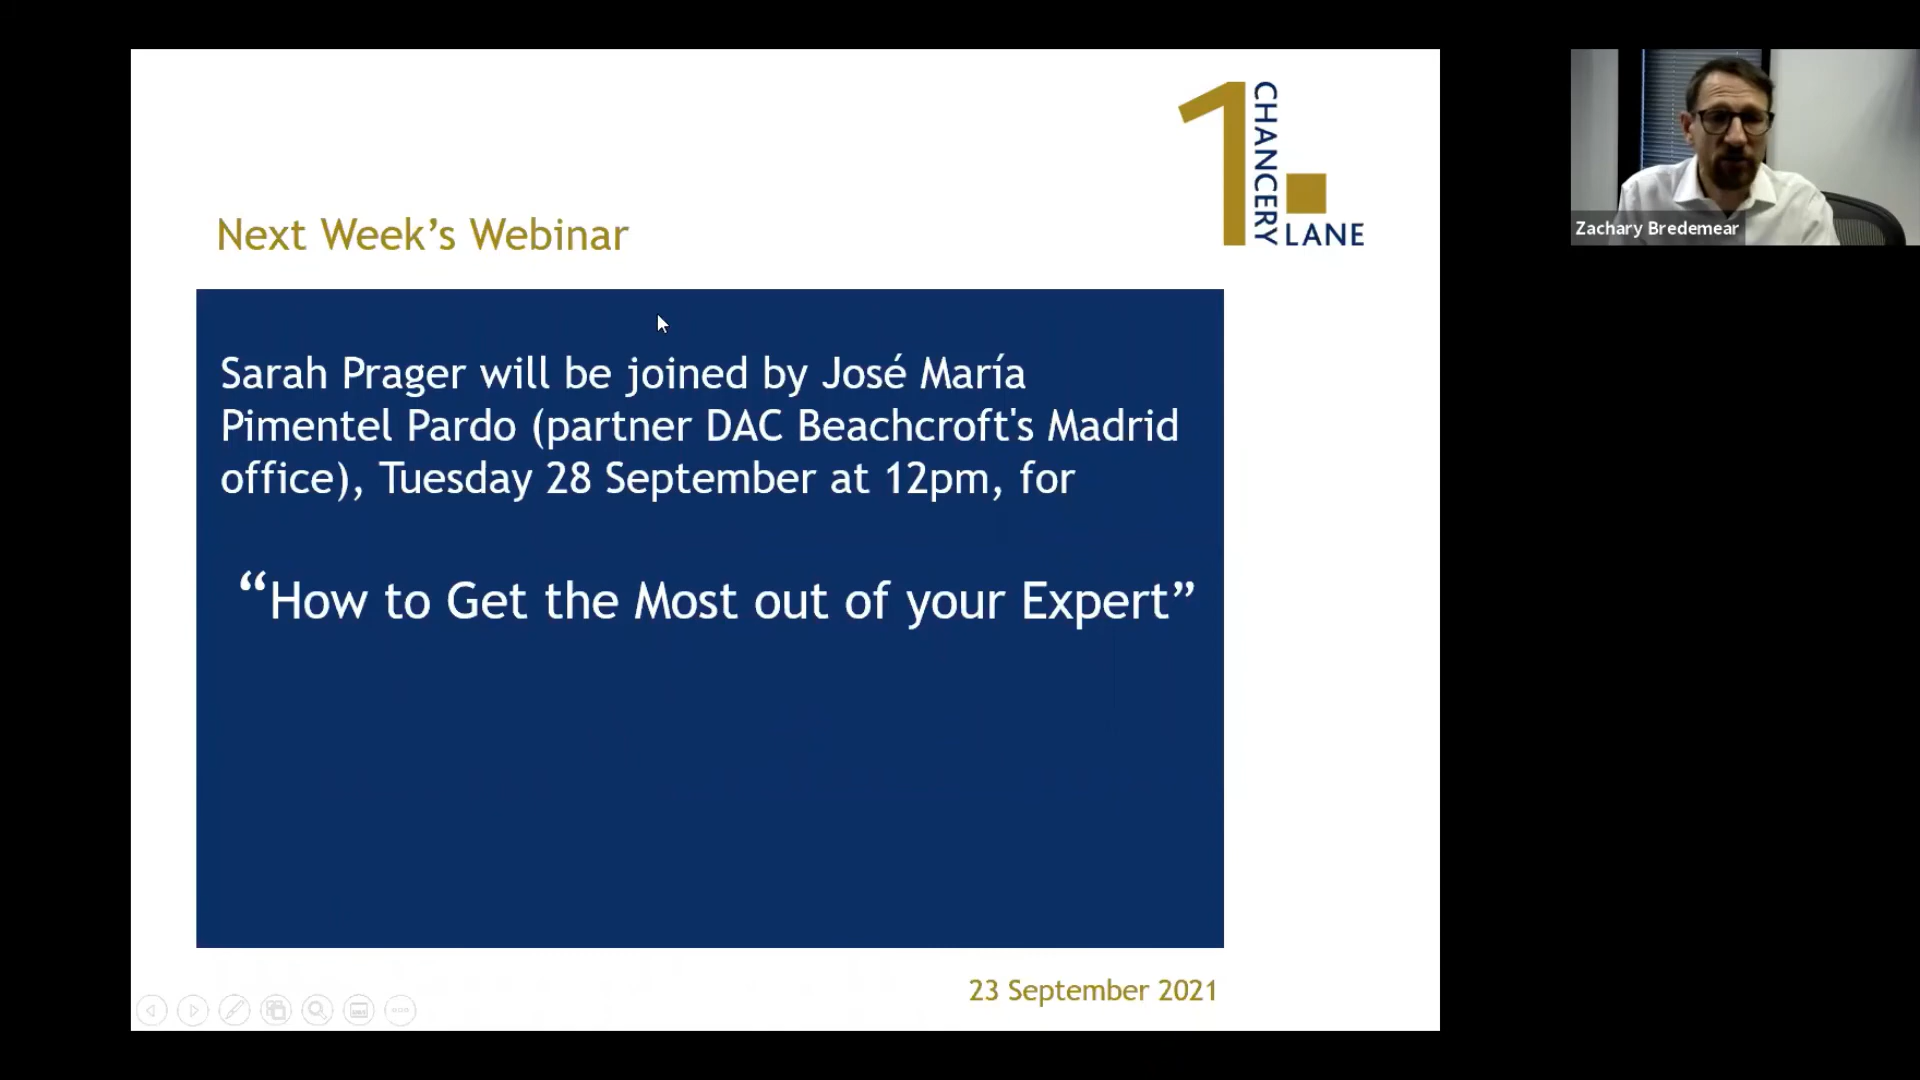 1
CHANCERY
LANE
Zachary Bredemear
Next Week’s Webinar
Sarah Prager will be joined by José María
Pimentel Pardo (partner DAC Beachcroft's Madrid
office), Tuesday 28 September at 12pm, for
“How to Get the Most out of your Expert”
23 September 2021